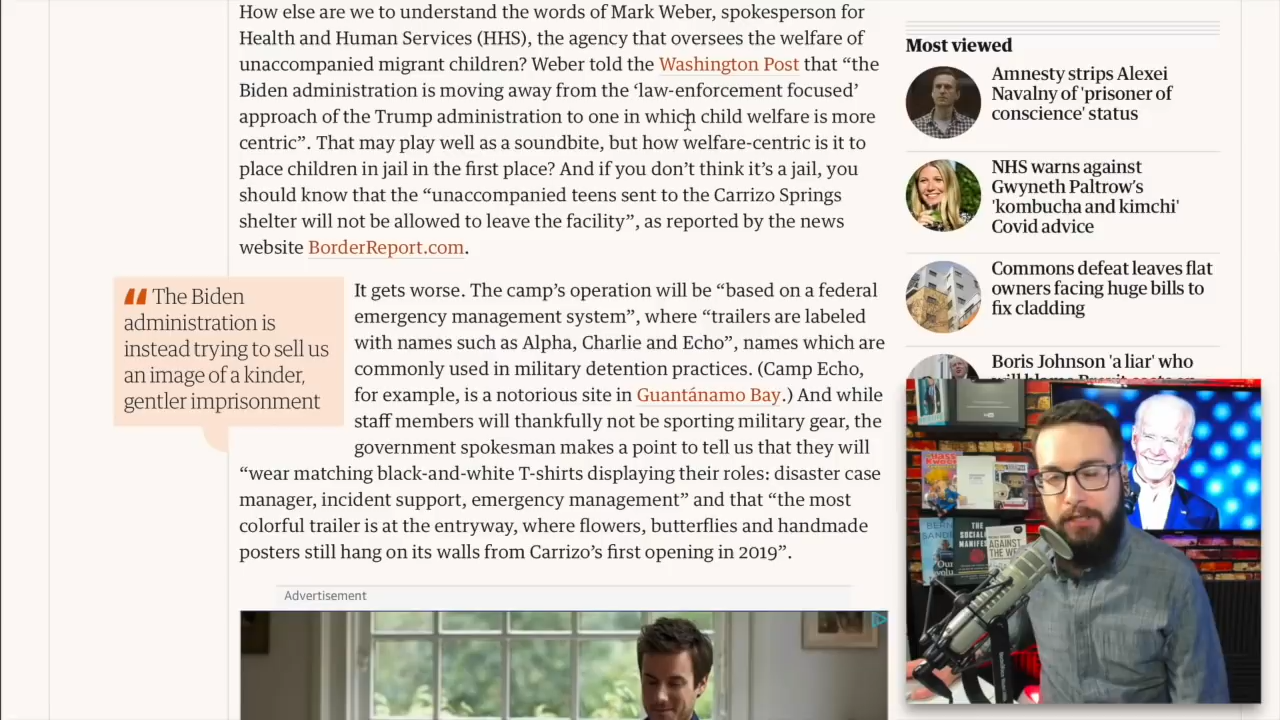 How else are we to understand the words of Mark Weber, spokesperson for
Health and Human Services (HHS), the agency that oversees the welfare of
unaccompanied migrant children? Weber told the Washington Post that “the
Biden administration is moving away from the ‘law-enforcement focused’
approach of the Trump administration to one in which child welfare is more
centric”. That may play well as a soundbite, but how welfare-centric is it to
place children in jail in the first place? And if you don’t think it’s a jail, you
should know that the “unaccompanied teens sent to the Carrizo Springs
shelter will not be allowed to leave the facility”, as reported by the news
website BorderReport.com.
The Biden
administration is
instead trying to sell us
an image of a kinder,
gentler imprisonment
It gets worse. The camp’s operation will be “based on a federal
emergency management system”, where “trailers are labeled
with names such as Alpha, Charlie and Echo”, names which are
commonly used in military detention practices. (Camp Echo,
for example, is a notorious site in Guantánamo Bay.) And while
staff members will thankfully not be sporting military gear, the
government spokesman makes a point to tell us that they will
“wear matching black-and-white T-shirts displaying their roles: disaster case
manager, incident support, emergency management” and that “the most
colorful trailer is at the entryway, where flowers, butterflies and handmade
posters still hang on its walls from Carrizo’s first opening in 2019”.
Advertisement
Most viewed
Amnesty strips Alexei
Navalny of 'prisoner of
conscience' status
NHS warns against
Gwyneth Paltrow’s
'kombucha and kimchi'
Covid advice
Commons defeat leaves flat
owners facing huge bills to
fix cladding
Boris Johnson 'a liar' who
BERN
SAND
THE
SOCIAL
MANIFES
AGAINST
THE WE